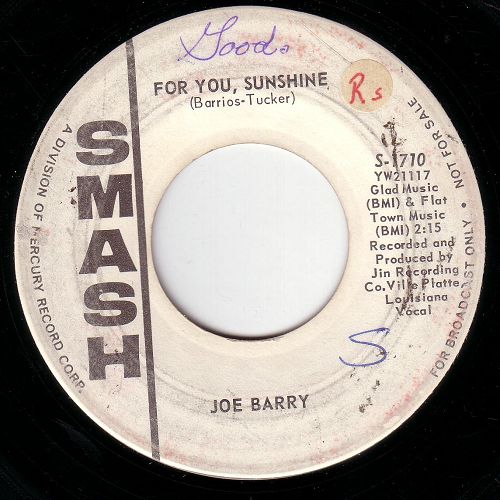 Good.
FOR YOU, SUNSHINE
(Barrios-Tucker)
Rs
SMASH
A DIVISION OF MERCURY RECORD CORP.
S-1710
YW21117
Glad Music
(BMI) & Flat
Town Music
(BMI) 2:15
Recorded and
Produced by
Jin Recording
Co. Ville Platte,
Louisiana
Vocal
FOR BROADCAST ONLY • NOT FOR SALE
S
JOE BARRY